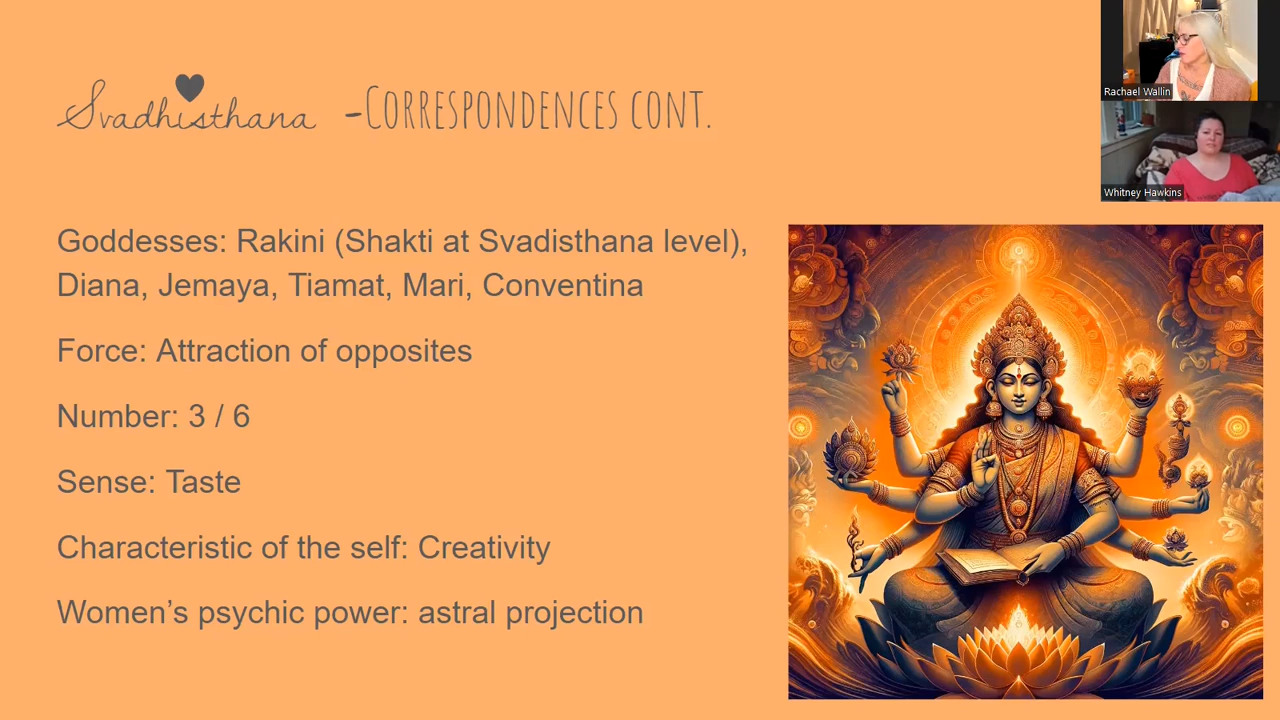 Svadhisthana -CORRESPONDENCES CONT.
Rachael Wallin
Whitney Hawkins
Goddesses: Rakini (Shakti at Svadisthana level),
Diana, Jemaya, Tiamat, Mari, Conventina
Force: Attraction of opposites
Number: 3 / 6
Sense: Taste
Characteristic of the self: Creativity
Women’s psychic power: astral projection